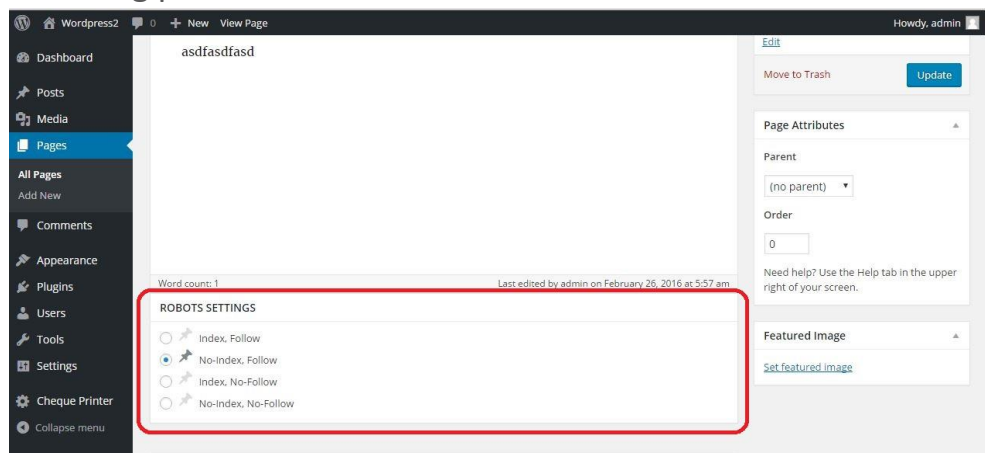 Wordpress2 0 + New View Page Howdy, admin
Dashboard
Posts
Media
Pages
All Pages
Add New
Comments
Appearance
Plugins
Users
Tools
Settings
Cheque Printer
Collapse menu
asdfasdfasd
Word count: 1 Last edited by admin on February 26, 2016 at 5:57 am
ROBOTS SETTINGS
Index, Follow
No-Index, Follow
Index, No-Follow
No-Index, No-Follow
Edit
Move to Trash Update
Page Attributes
Parent
(no parent)
Order
0
Need help? Use the Help tab in the upper
right of your screen.
Featured Image
Set featured image